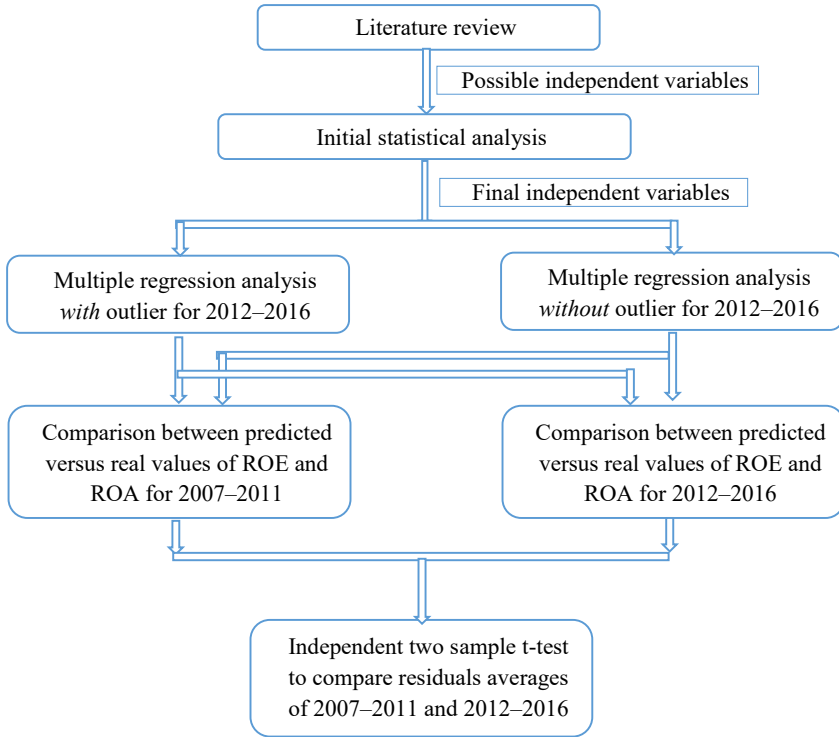 Literature review
Possible independent variables
Initial statistical analysis
Final independent variables
Multiple regression analysis
with outlier for 2012–2016
Multiple regression analysis
without outlier for 2012–2016
Comparison between predicted
versus real values of ROE and
ROA for 2007–2011
Comparison between predicted
versus real values of ROE and
ROA for 2012–2016
Independent two sample t-test
to compare residuals averages
of 2007–2011 and 2012–2016